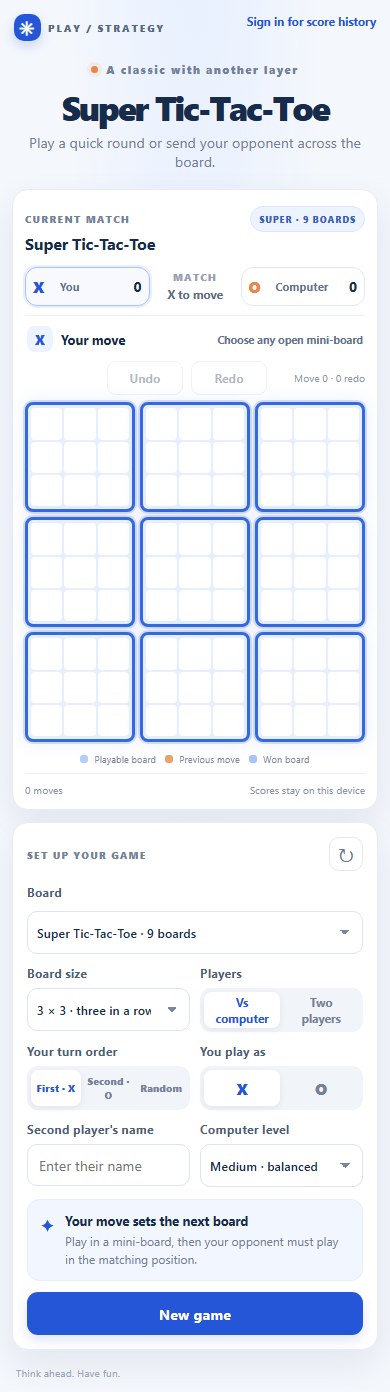 PLAY / STRATEGY
Sign in for score history
A classic with another layer
Super Tic-Tac-Toe
Play a quick round or send your opponent across the
board.
CURRENT MATCH
SUPER · 9 BOARDS
Super Tic-Tac-Toe
X You 0
MATCH
X to move
O Computer 0
X Your move
Choose any open mini-board
Undo
Redo
Move 0 · 0 redo
Playable board
Previous move
Won board
0 moves
Scores stay on this device
SET UP YOUR GAME
↻
Board
Super Tic-Tac-Toe · 9 boards
Board size
Players
3 × 3 · three in a row
Vs
computer
Two
players
Your turn order
You play as
First · X
Second ·
O
Random
X
O
Second player's name
Computer level
Enter their name
Medium · balanced
Your move sets the next board
Play in a mini-board, then your opponent must play
in the matching position.
New game
Think ahead. Have fun.